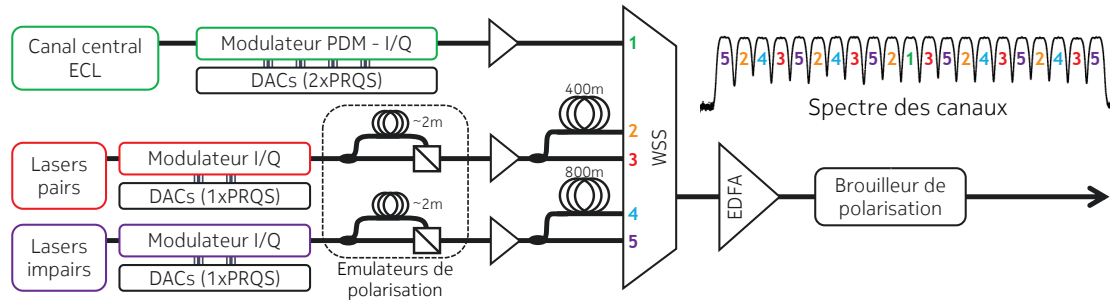 Canal central
ECL
Modulateur PDM - I/Q
DACs (2xPRQS)
1
5 2 4 3 5 2 4 3 5 2 1 3 5 2 4 3 5 2 4 3 5
Spectre des canaux
Lasers
pairs
Modulateur I/Q
DACs (1xPRQS)
~2m
400m
2
3
WSS
Lasers
impairs
Modulateur I/Q
DACs (1xPRQS)
~2m
800m
4
5
Emulateurs de
polarisation
EDFA
Brouilleur de
polarisation